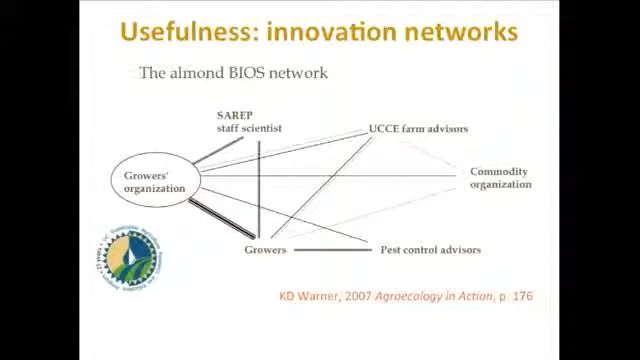 Usefulness: innovation networks
The almond BIOS network
SAREP
staff scientist
UCCE farm advisors
Growers'
organization
Commodity
organization
Growers
Pest control advisors
KD Warner, 2007 Agroecology in Action, p. 176